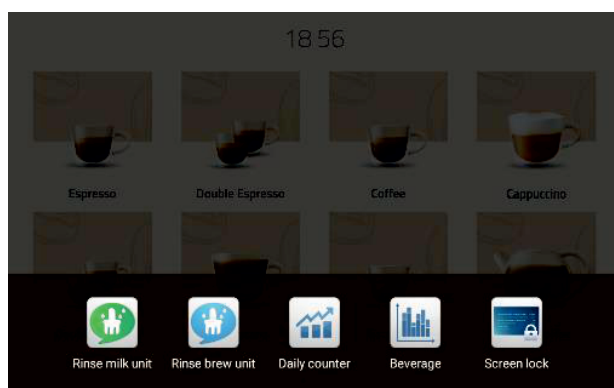 18 56
Espresso
Double Espresso
Coffee
Cappuccino
Rinse milk unit
Rinse brew unit
Daily counter
Beverage
Screen lock